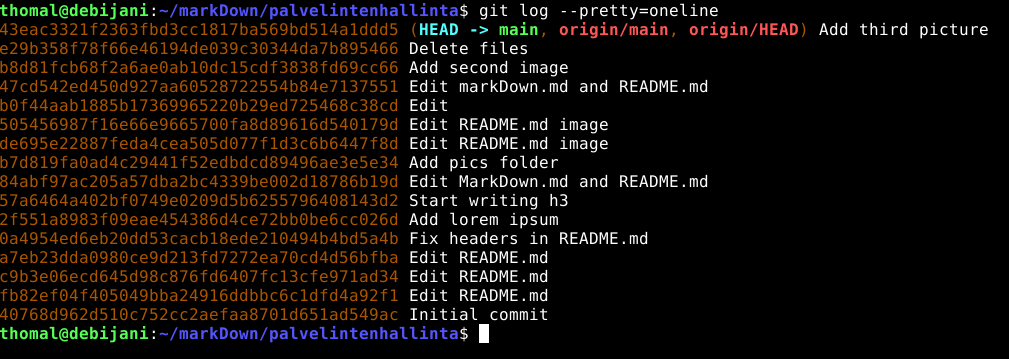 thomal@debijani:~/markDown/palvelintenhallinta$ git log --pretty=oneline
43eac3321f2363fbd3cc1817ba569bd514a1ddd5 (HEAD -> main, origin/main, origin/HEAD) Add third picture
e29b358f78f66e46194de039c30344da7b895466 Delete files
b8d81fcb68f2a6ae0ab10dc15cdf3838fd69cc66 Add second image
47cd542ed450d927aa60528722554b84e7137551 Edit markDown.md and README.md
b0f44aab1885b17369965220b29ed725468c38cd Edit
505456987f16e66e9665700fa8d89616d540179d Edit README.md image
de695e22887feda4cea505d077f1d3c6b6447f8d Edit README.md image
b7d819fa0ad4c29441f52edbdcd89496ae3e5e34 Add pics folder
84abf97ac205a57dba2bc4339be002d18786b19d Edit MarkDown.md and README.md
57a6464a402bf0749e0209d5b6255796408143d2 Start writing h3
2f551a8983f09eae454386d4ce72bb0be6cc026d Add lorem ipsum
0a4954ed6eb20dd53cacb18ede210494b4bd5a4b Fix headers in README.md
a7eb23dda0980ce9d213fd7272ea70cd4d56bfba Edit README.md
c9b3e06ecd645d98c876fd6407fc13cfe971ad34 Edit README.md
fb82ef04f405049bba24916ddbbc6c1dfd4a92f1 Edit README.md
40768d962d510c752cc2aefaa8701d651ad549ac Initial commit
thomal@debijani:~/markDown/palvelintenhallinta$